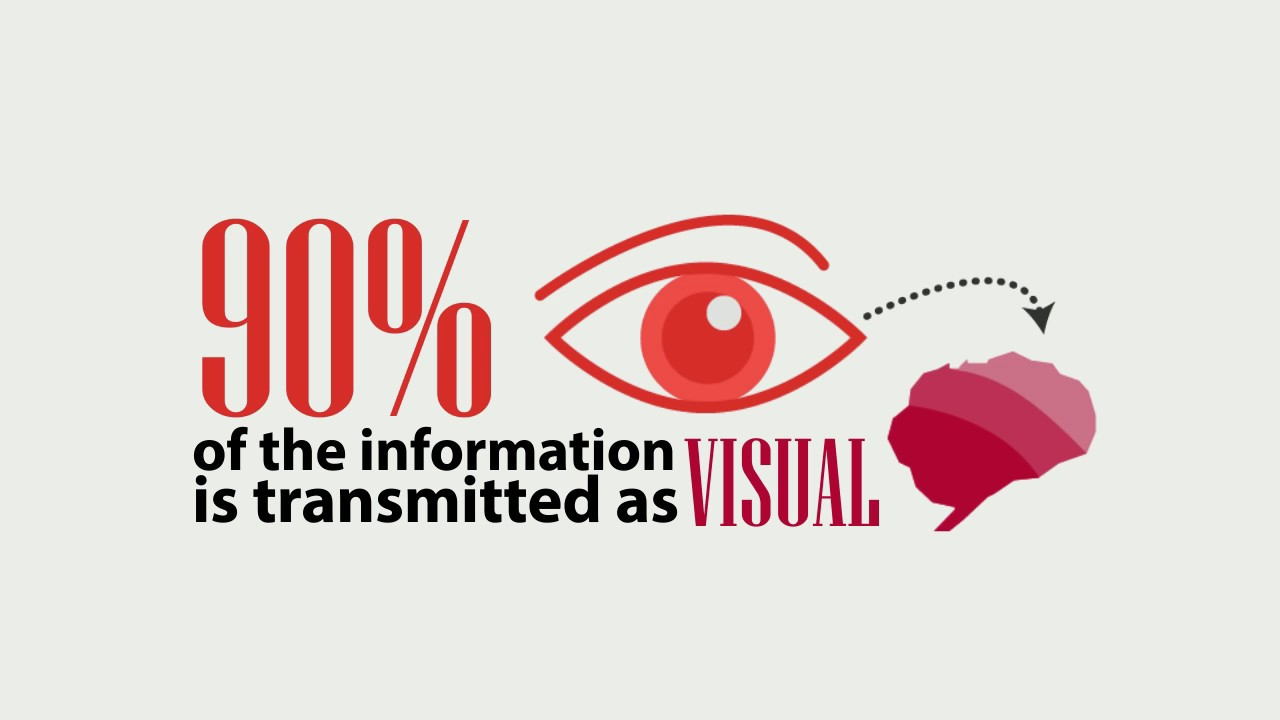 90%
of the information
is transmitted as VISUAL